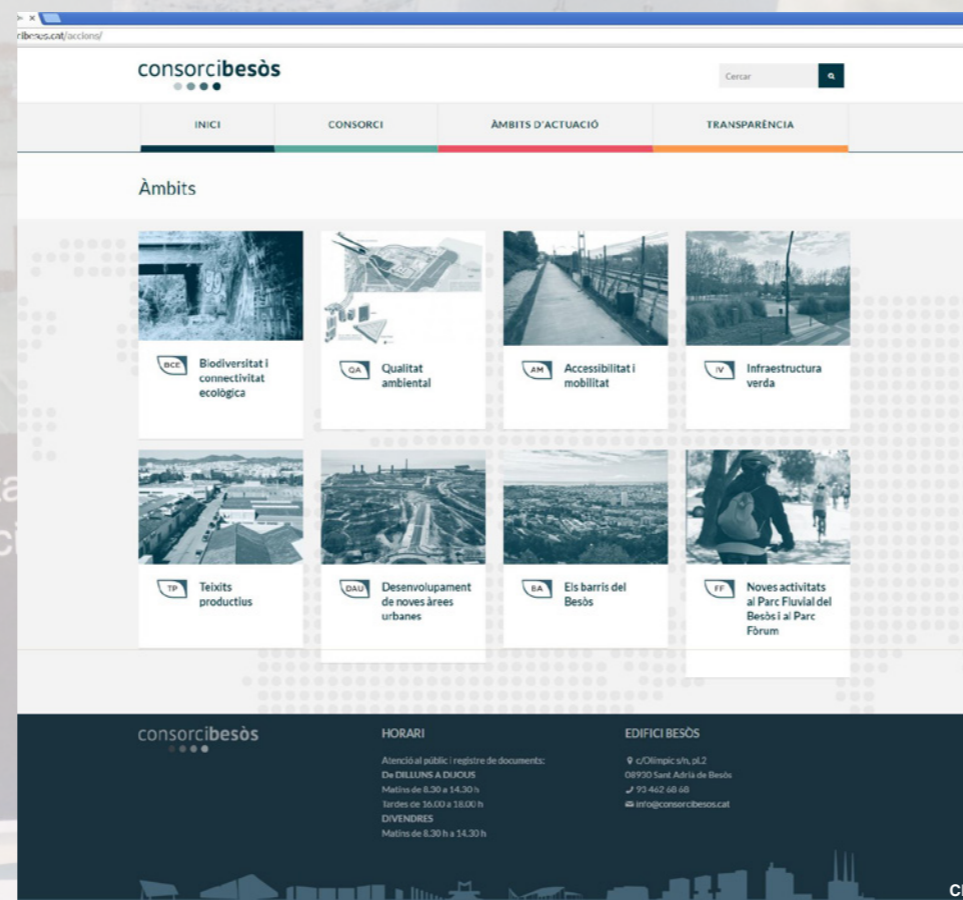 ribesos.cat/accions/
consorcibesòs
Cercar
INICI
CONSORCI
ÀMBITS D'ACTUACIÓ
TRANSPARÈNCIA
Àmbits
BCE
Biodiversitat i
connectivitat
ecològica
QA
Qualitat
ambiental
AM
Accessibilitat i
mobilitat
IV
Infraestructura
verda
TP
Teixits
productius
DAU
Desenvolupament
de noves àrees
urbanes
BA
Els barris del
Besòs
FF
Noves activitats
al Parc Fluvial del
Besòs i al Parc
Fòrum
consorcibesòs
HORARI
Atenció al públic i registre de documents:
De DILLUNS A DIJOUS
Matins de 8.30 a 14.30 h
Tardes de 16.00 a 18.00 h
DIVENDRES
Matins de 8.30 h a 14.30 h
EDIFICI BESÒS
c/Olímpic s/n, pl.2
08930 Sant Adrià de Besòs
93 462 68 68
info@consorcibesos.cat